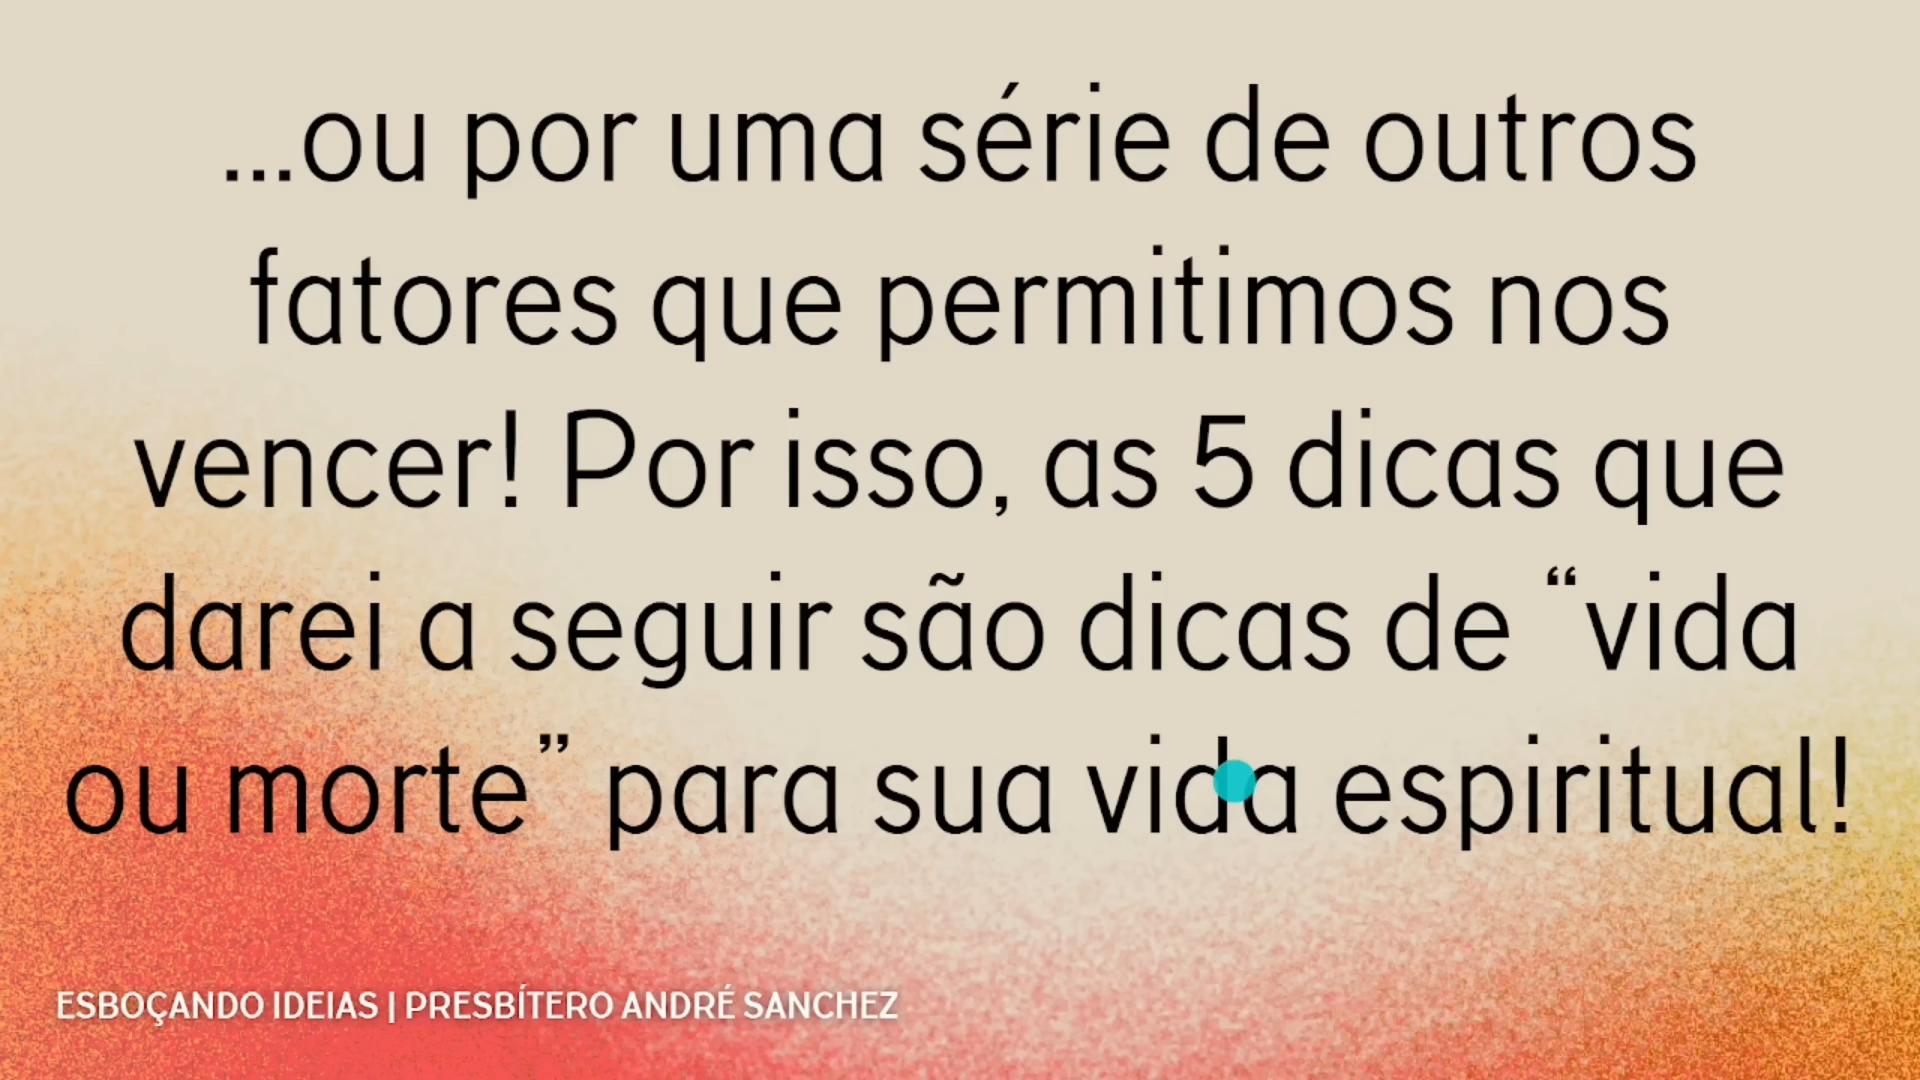 ...ou por uma série de outros
fatores que permitimos nos
vencer! Por isso, as 5 dicas que
darei a seguir são dicas de “vida
ou morte” para sua vida espiritual!
ESBOÇANDO IDEIAS | PRESBÍTERO ANDRÉ SANCHEZ